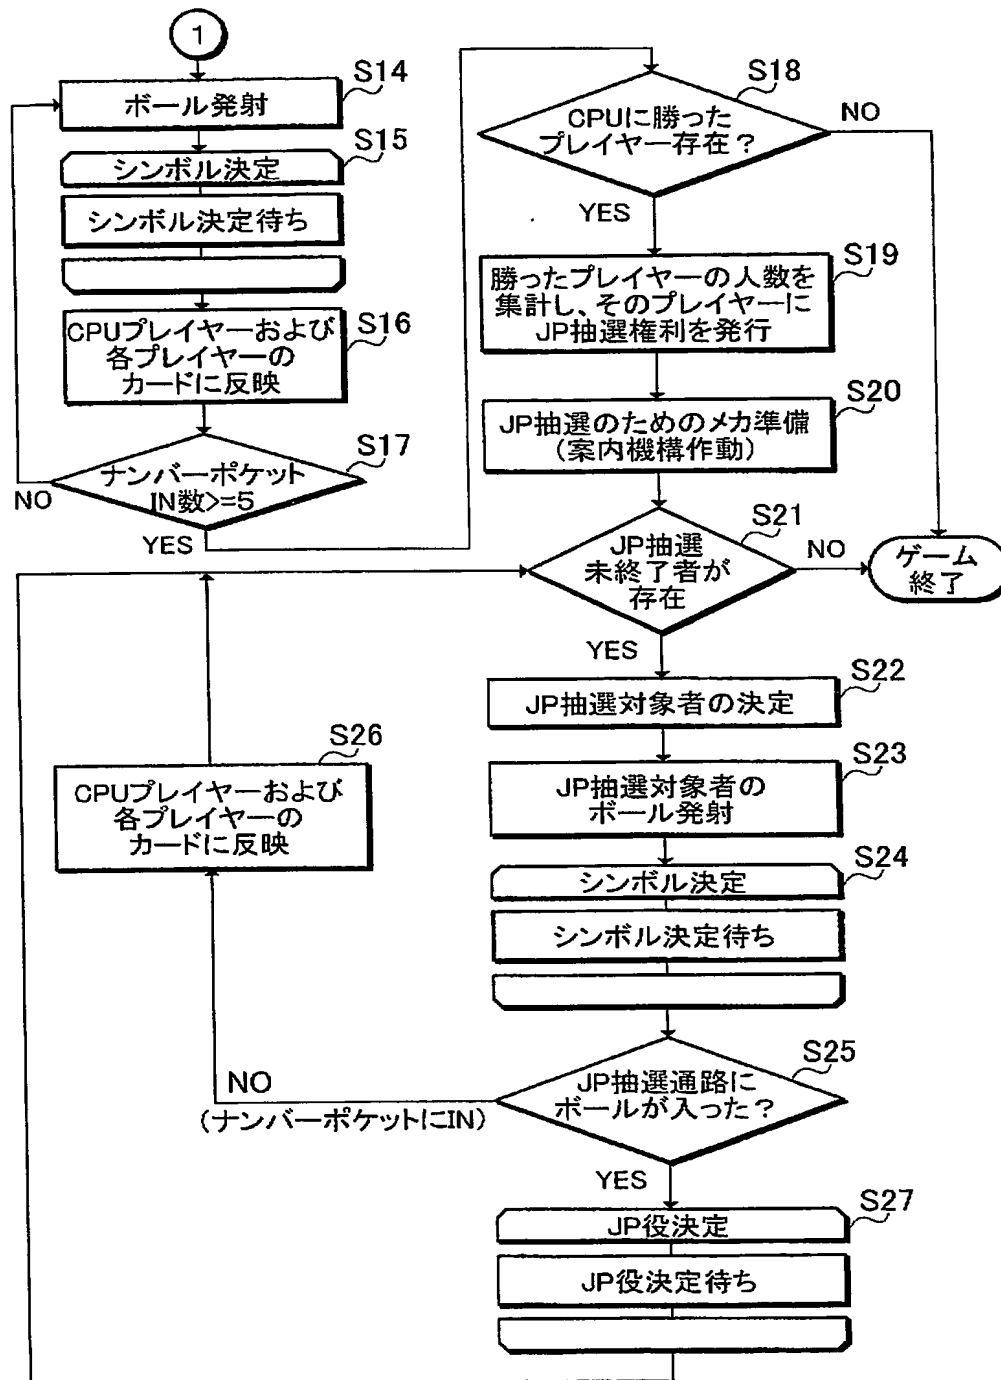 1
S14
ボール発射
S15
シンボル決定
シンボル決定待ち
S16
CPUプレイヤーおよび
各プレイヤーの
カードに反映
S17
ナンバーポケット
IN数>=5
NO
YES
S18
CPUに勝った
プレイヤー存在？
NO
YES
S19
勝ったプレイヤーの人数を
集計し、そのプレイヤーに
JP抽選権利を発行
S20
JP抽選のためのメカ準備
（案内機構作動）
S21
JP抽選
未終了者が
存在
NO
ゲーム
終了
YES
S22
JP抽選対象者の決定
S23
JP抽選対象者の
ボール発射
S24
シンボル決定
シンボル決定待ち
S25
JP抽選通路に
ボールが入った？
NO
（ナンバーポケットにIN）
S26
CPUプレイヤーおよび
各プレイヤーの
カードに反映
YES
S27
JP役決定
JP役決定待ち